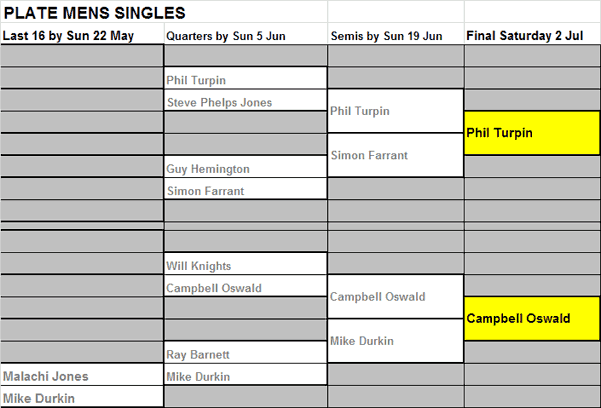 PLATE MENS SINGLES
Last 16 by Sun 22 May Quarters by Sun 5 Jun Semis by Sun 19 Jun Final Saturday 2 Jul
Phil Turpin
Steve Phelps Jones
Phil Turpin
Phil Turpin
Simon Farrant
Guy Hemington
Simon Farrant
Will Knights
Campbell Oswald
Campbell Oswald
Campbell Oswald
Mike Durkin
Ray Barnett
Malachi Jones
Mike Durkin
Mike Durkin